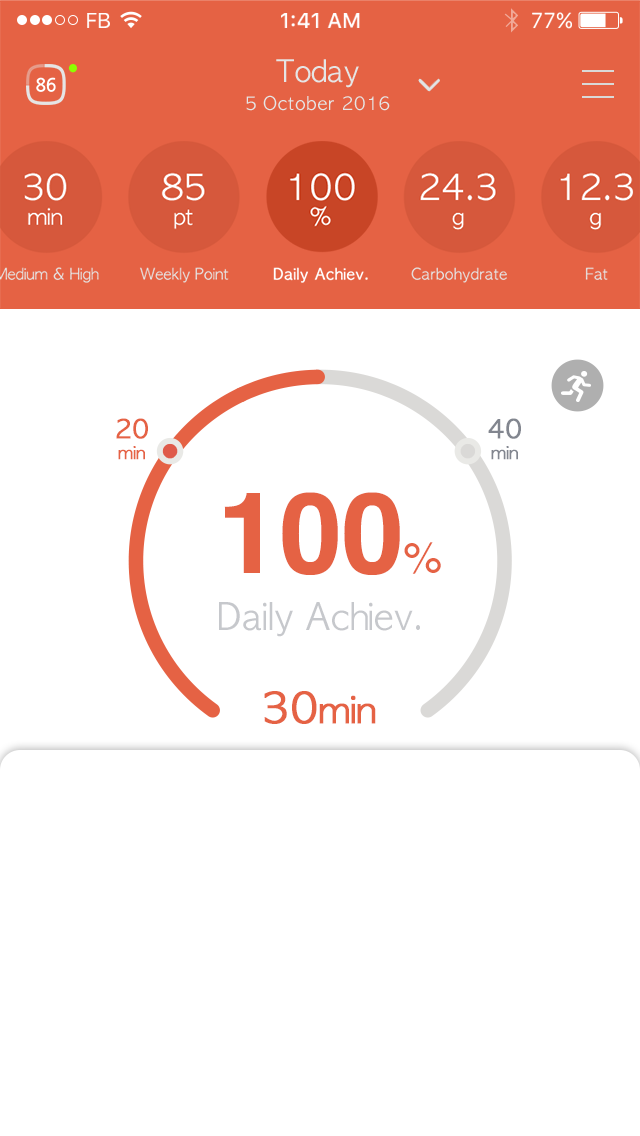 FB 1:41 AM 77%
86
Today
5 October 2016
30 85 100 24.3 12.3
min pt % g g
Medium & High Weekly Point Daily Achiev. Carbohydrate Fat
20 40
min min
100%
Daily Achiev.
30min